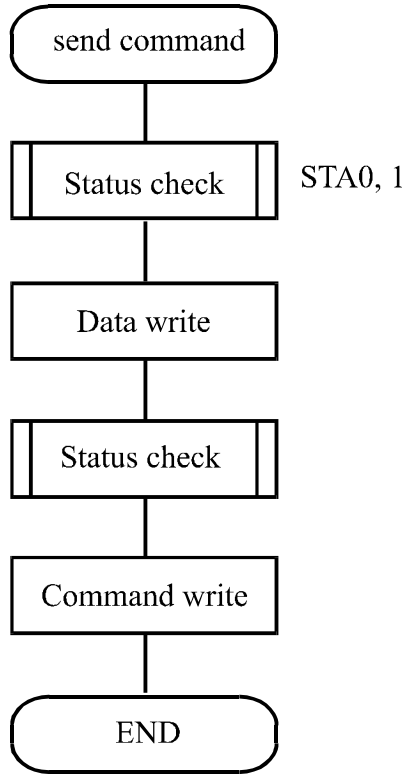 send command
Status check
STA0, 1
Data write
Status check
Command write
END